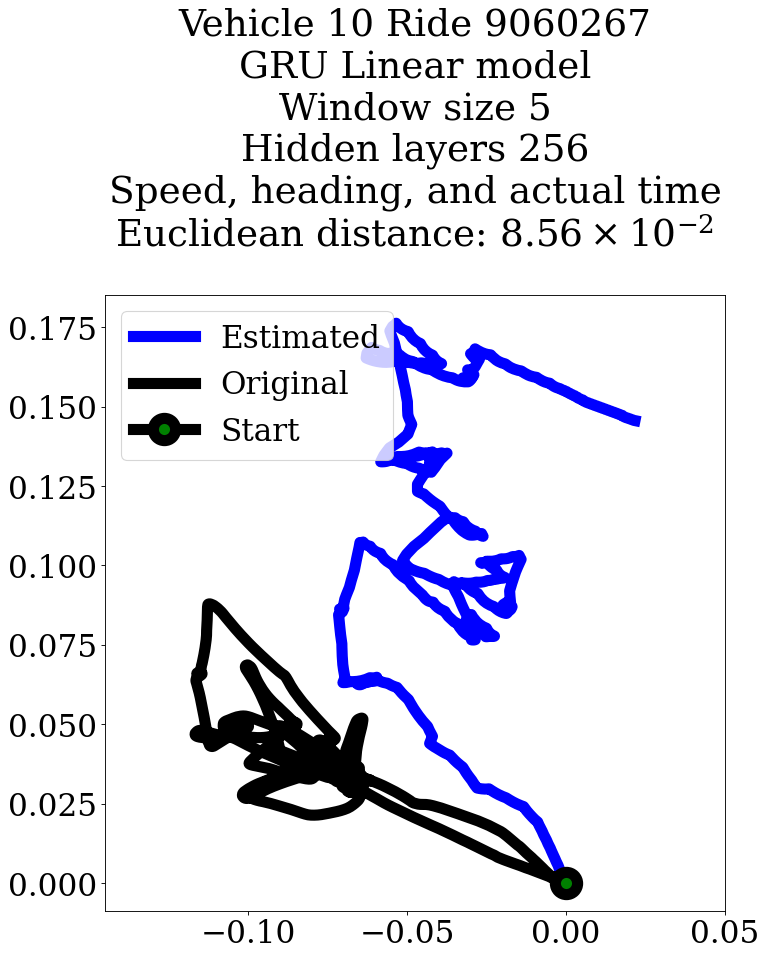 Vehicle 10 Ride 9060267
GRU Linear model
Window size 5
Hidden layers 256
Speed, heading, and actual time
Euclidean distance: 8.56 × 10⁻²
Estimated
Original
Start
0.175
0.150
0.125
0.100
0.075
0.050
0.025
0.000
−0.10 −0.05 0.00 0.05